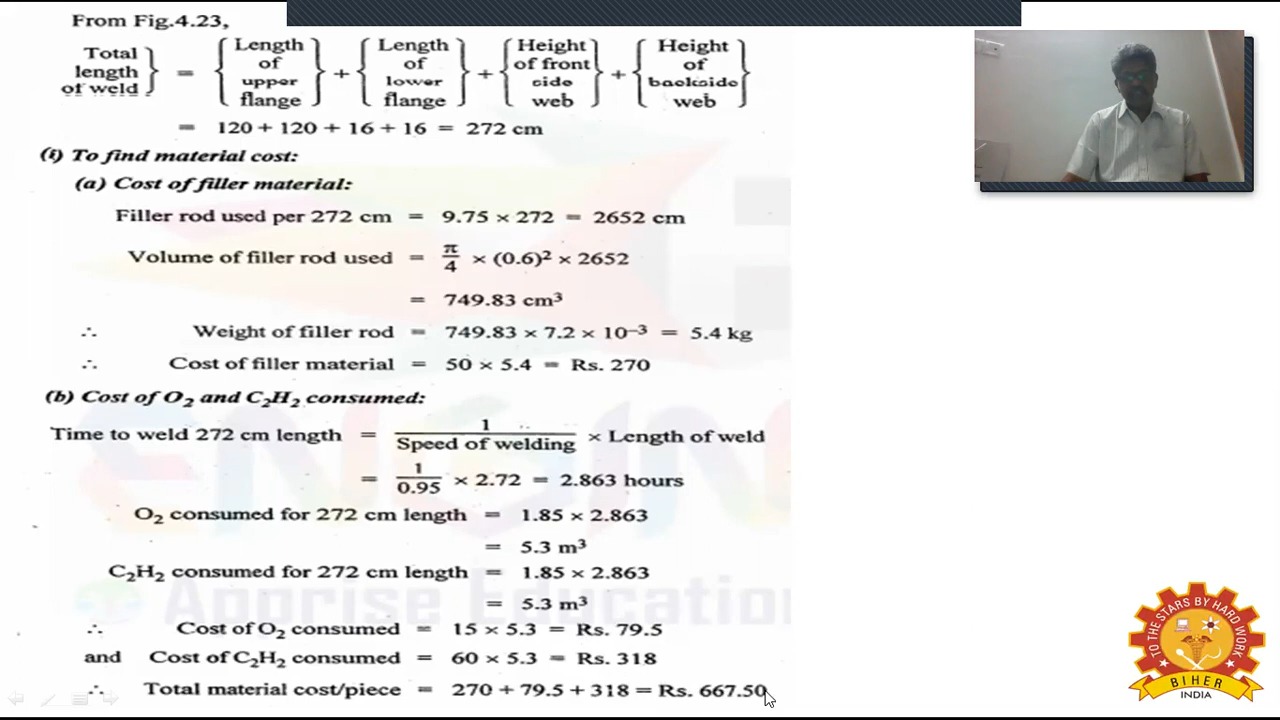 From Fig.4.23,
Total length of weld} = {Length of upper flange} + {Length of lower flange} + {Height of front side web} + {Height of backside web}
= 120 + 120 + 16 + 16 = 272 cm
(i) To find material cost:
(a) Cost of filler material:
Filler rod used per 272 cm = 9.75 × 272 = 2652 cm
Volume of filler rod used = π/4 × (0.6)² × 2652
= 749.83 cm³
∴ Weight of filler rod = 749.83 × 7.2 × 10⁻³ = 5.4 kg
∴ Cost of filler material = 50 × 5.4 = Rs. 270
(b) Cost of O₂ and C₂H₂ consumed:
Time to weld 272 cm length = 1/Speed of welding × Length of weld
= 1/0.95 × 2.72 = 2.863 hours
O₂ consumed for 272 cm length = 1.85 × 2.863
= 5.3 m³
C₂H₂ consumed for 272 cm length = 1.85 × 2.863
= 5.3 m³
∴ Cost of O₂ consumed = 15 × 5.3 = Rs. 79.5
and Cost of C₂H₂ consumed = 60 × 5.3 = Rs. 318
∴ Total material cost/piece = 270 + 79.5 + 318 = Rs. 667.50
Apprise Education
TO THE STARS BY HARD WORK
BIHER
INDIA